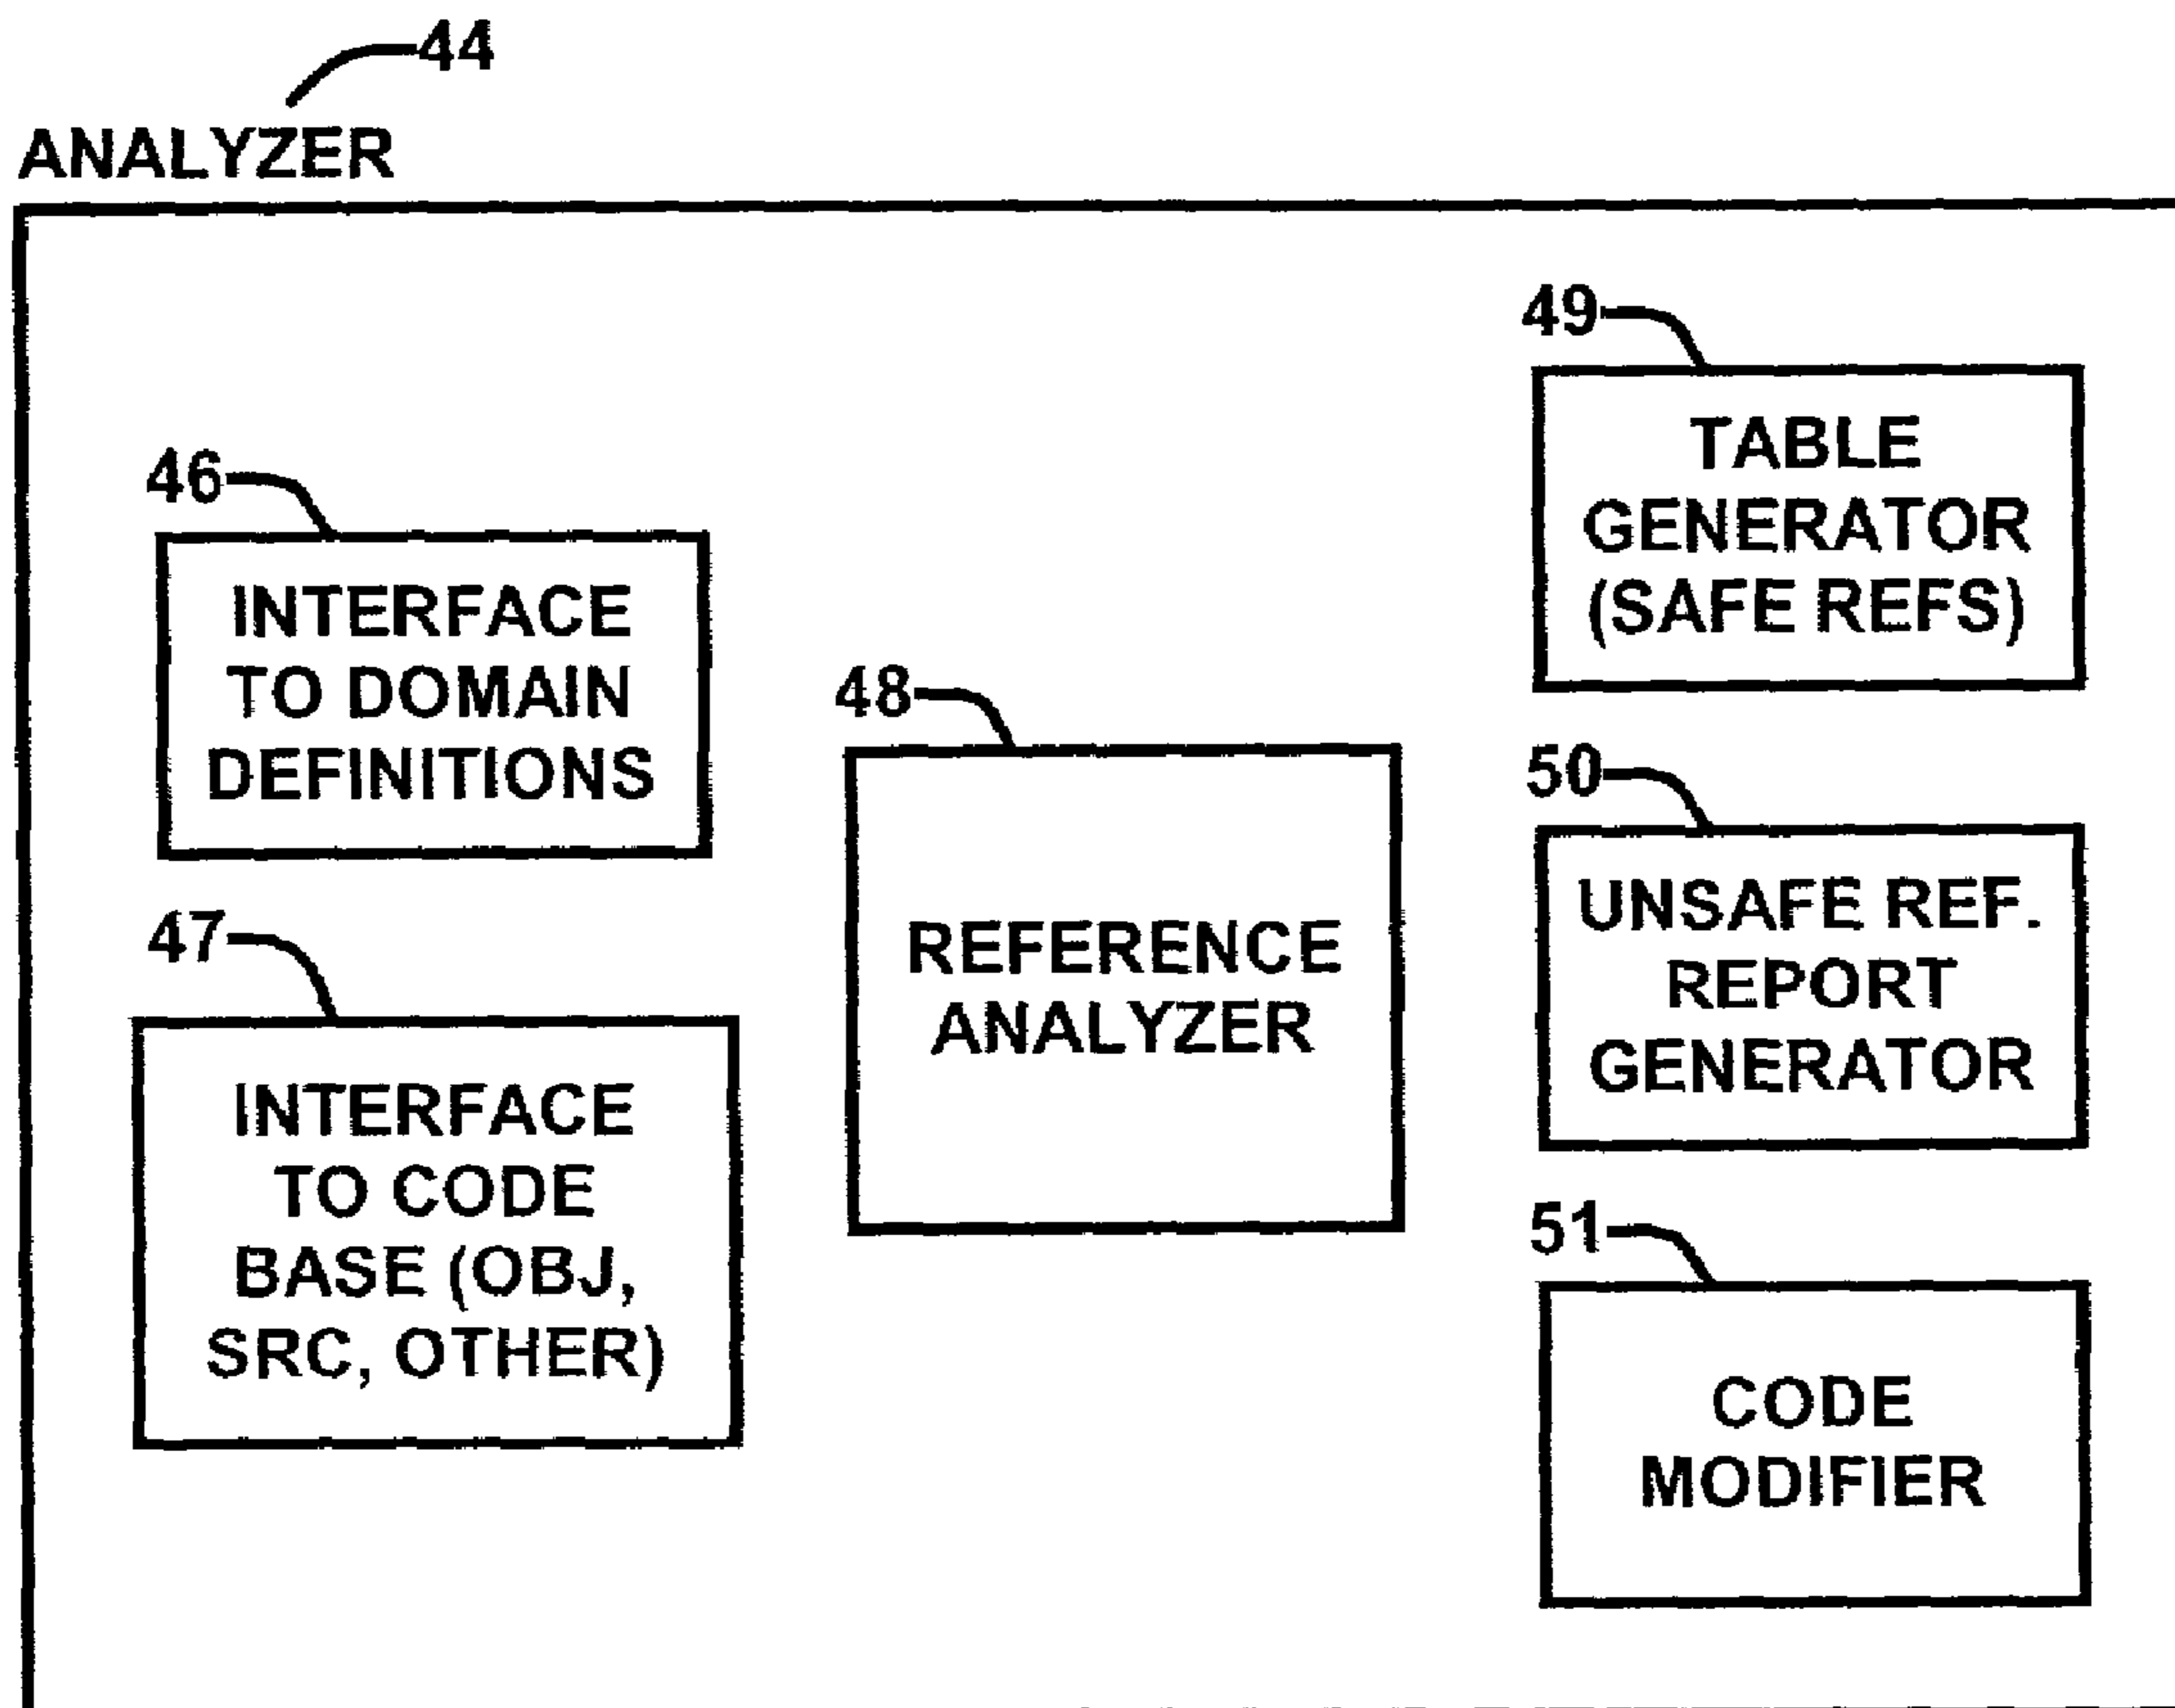 44
ANALYZER
46
INTERFACE
TO DOMAIN
DEFINITIONS
47
INTERFACE
TO CODE
BASE (OBJ,
SRC, OTHER)
48
REFERENCE
ANALYZER
49
TABLE
GENERATOR
(SAFE REFS)
50
UNSAFE REF.
REPORT
GENERATOR
51
CODE
MODIFIER